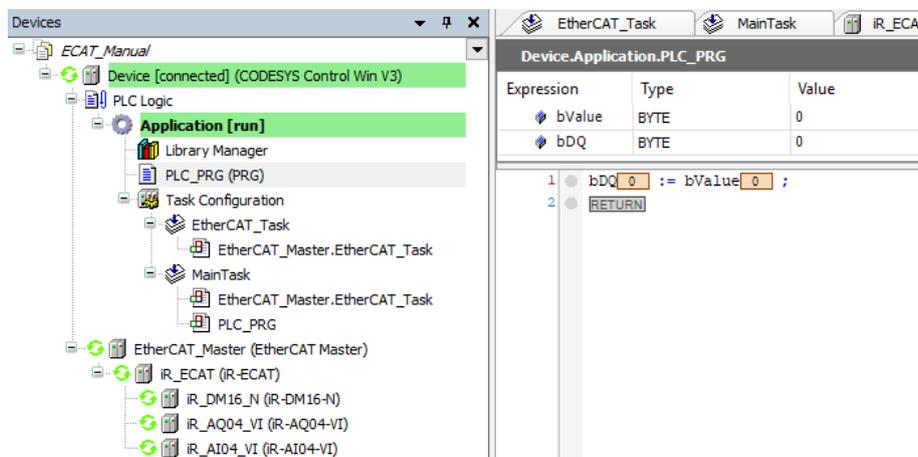 Devices
ECAT_Manual
Device [connected] (CODESYS Control Win V3)
PLC Logic
Application [run]
Library Manager
PLC_PRG (PRG)
Task Configuration
EtherCAT_Task
EtherCAT_Master.EtherCAT_Task
MainTask
EtherCAT_Master.EtherCAT_Task
PLC_PRG
EtherCAT_Master (EtherCAT Master)
iR_ECAT (iR-ECAT)
iR_DM16_N (iR-DM16-N)
iR_AQ04_VI (iR-AQ04-VI)
iR_AI04_VI (iR-AI04-VI)
EtherCAT_Task MainTask iR_ECA
Device.Application.PLC_PRG
Expression Type Value
bValue BYTE 0
bDQ BYTE 0
1 bDQ 0 := bValue 0 ;
2 RETURN